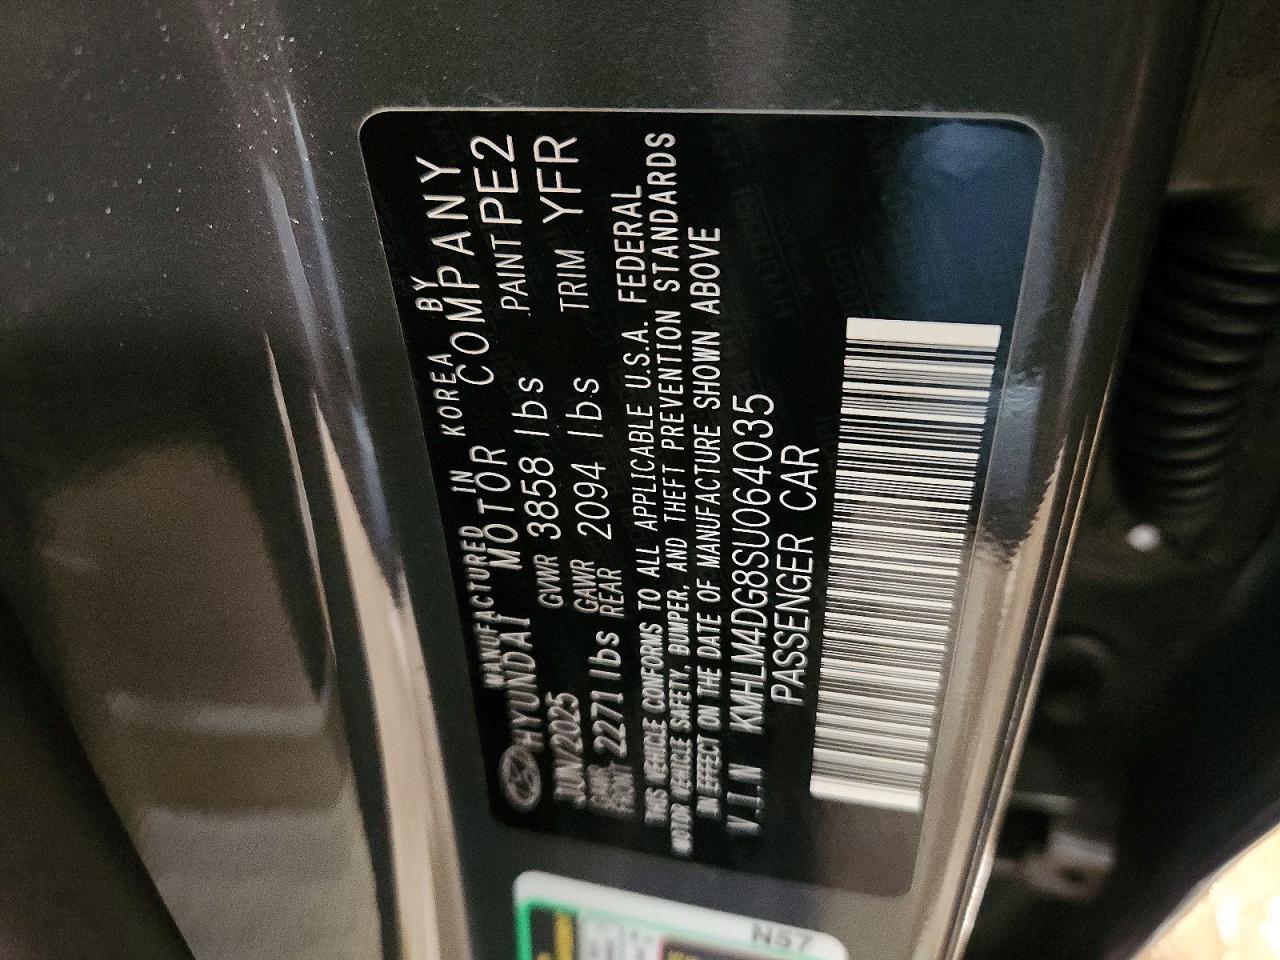 MANUFACTURED IN KOREA BY
HYUNDAI MOTOR COMPANY
JUN/2025 GVWR 3858 lbs PAINT PE2
GAWR FRONT 2271 lbs GAWR REAR 2094 lbs TRIM YFR
THIS VEHICLE CONFORMS TO ALL APPLICABLE U.S.A. FEDERAL
MOTOR VEHICLE SAFETY, BUMPER, AND THEFT PREVENTION STANDARDS
IN EFFECT ON THE DATE OF MANUFACTURE SHOWN ABOVE
V.I.N KMHLM4DG8SU064035
PASSENGER CAR
N57